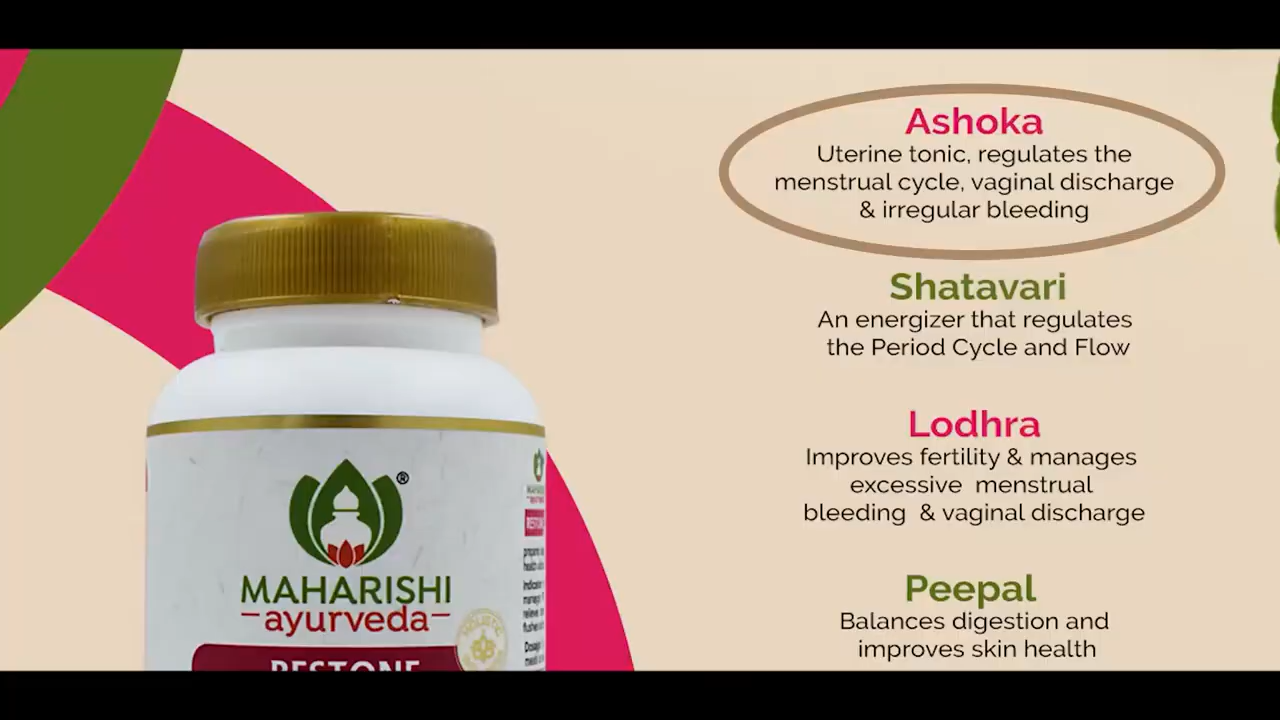 Ashoka
Uterine tonic, regulates the
menstrual cycle, vaginal discharge
& irregular bleeding
Shatavari
An energizer that regulates
the Period Cycle and Flow
Lodhra
Improves fertility & manages
excessive menstrual
bleeding & vaginal discharge
Peepal
Balances digestion and
improves skin health
®
MAHARISHI
ayurveda
RESTONE